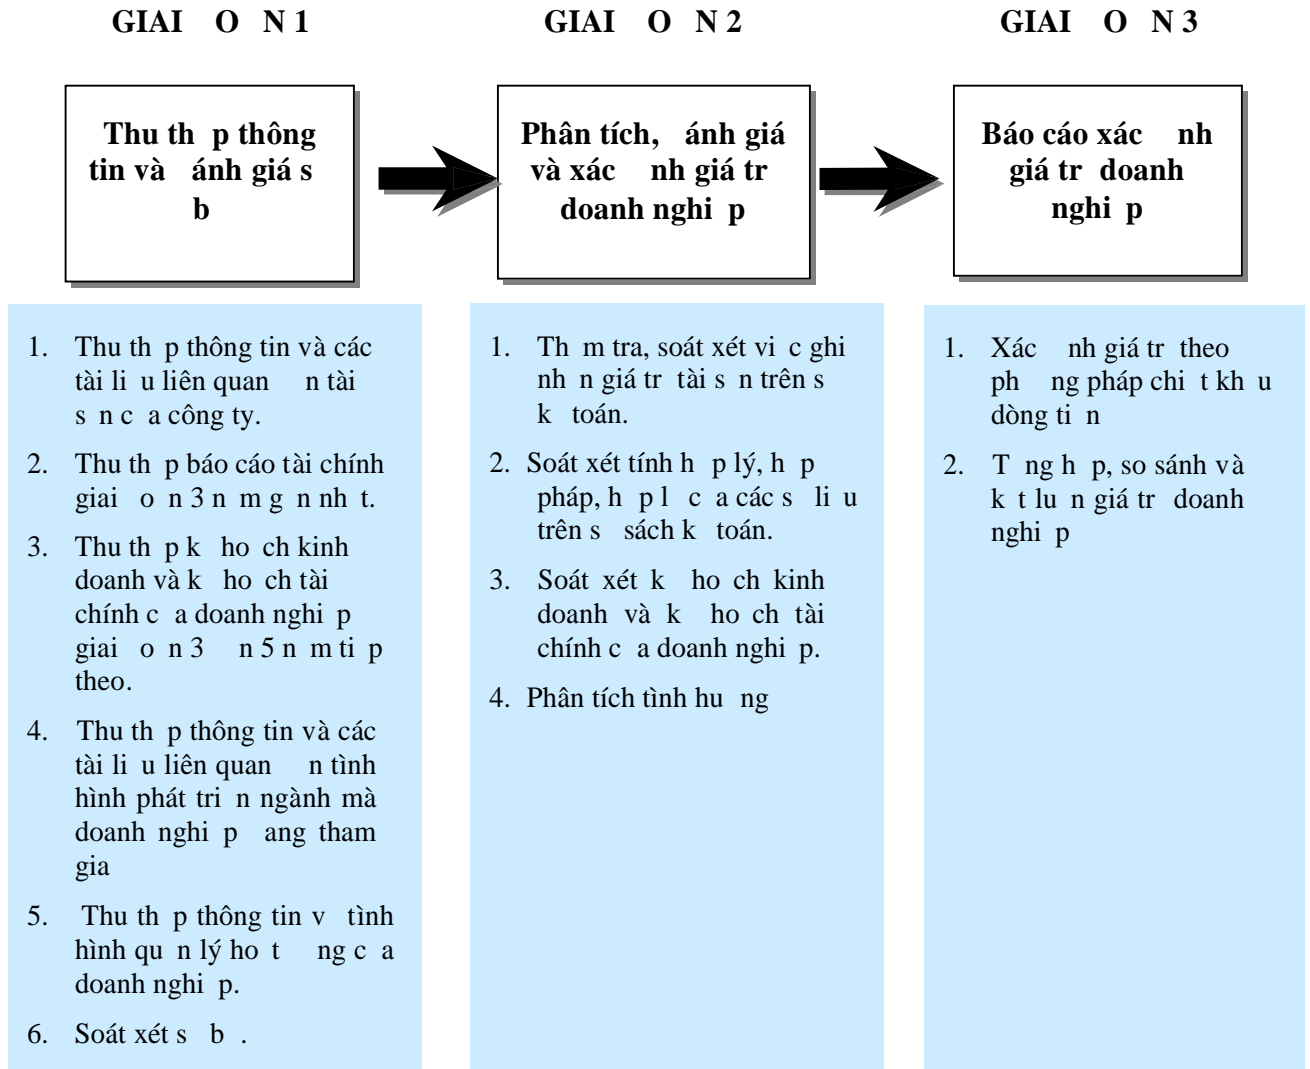 GIAI O N 1
GIAI O N 2
GIAI O N 3
Thu th p thông
tin và ánh giá s
b
Phân tích, ánh giá
và xác nh giá tr
doanh nghi p
Báo cáo xác nh
giá tr doanh
nghi p
1. Thu th p thông tin và các
tài li u liên quan n tài
s n c a công ty.
2. Thu th p báo cáo tài chính
giai o n 3 n m g n nh t.
3. Thu th p k ho ch kinh
doanh và k ho ch tài
chính c a doanh nghi p
giai o n 3 n 5 n m ti p
theo.
4. Thu th p thông tin và các
tài li u liên quan n tình
hình phát tri n ngành mà
doanh nghi p ang tham
gia
5. Thu th p thông tin v tình
hình qu n lý ho t ng c a
doanh nghi p.
6. Soát xét s b .
1. Th m tra, soát xét vi c ghi
nh n giá tr tài s n trên s
k toán.
2. Soát xét tính h p lý, h p
pháp, h p l c a các s li u
trên s sách k toán.
3. Soát xét k ho ch kinh
doanh và k ho ch tài
chính c a doanh nghi p.
4. Phân tích tình hu ng
1. Xác nh giá tr theo
ph ng pháp chi t kh u
dòng ti n
2. T ng h p, so sánh và
k t lu n giá tr doanh
nghi p